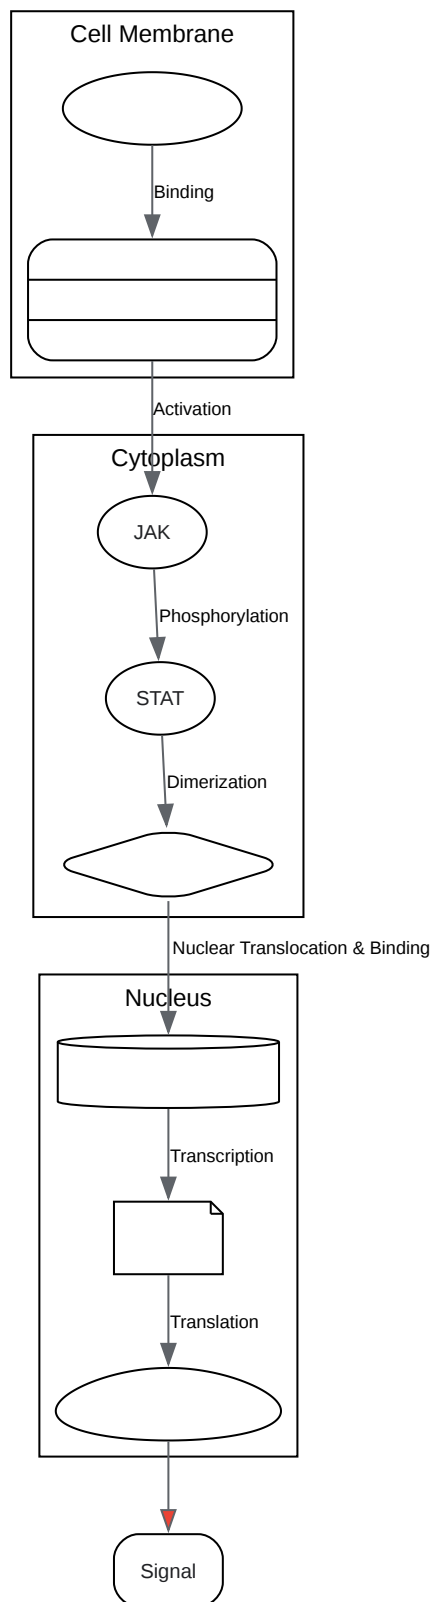 Cell Membrane
Binding
Activation
Cytoplasm
JAK
Phosphorylation
STAT
Dimerization
Nuclear Translocation & Binding
Nucleus
Transcription
Translation
Signal